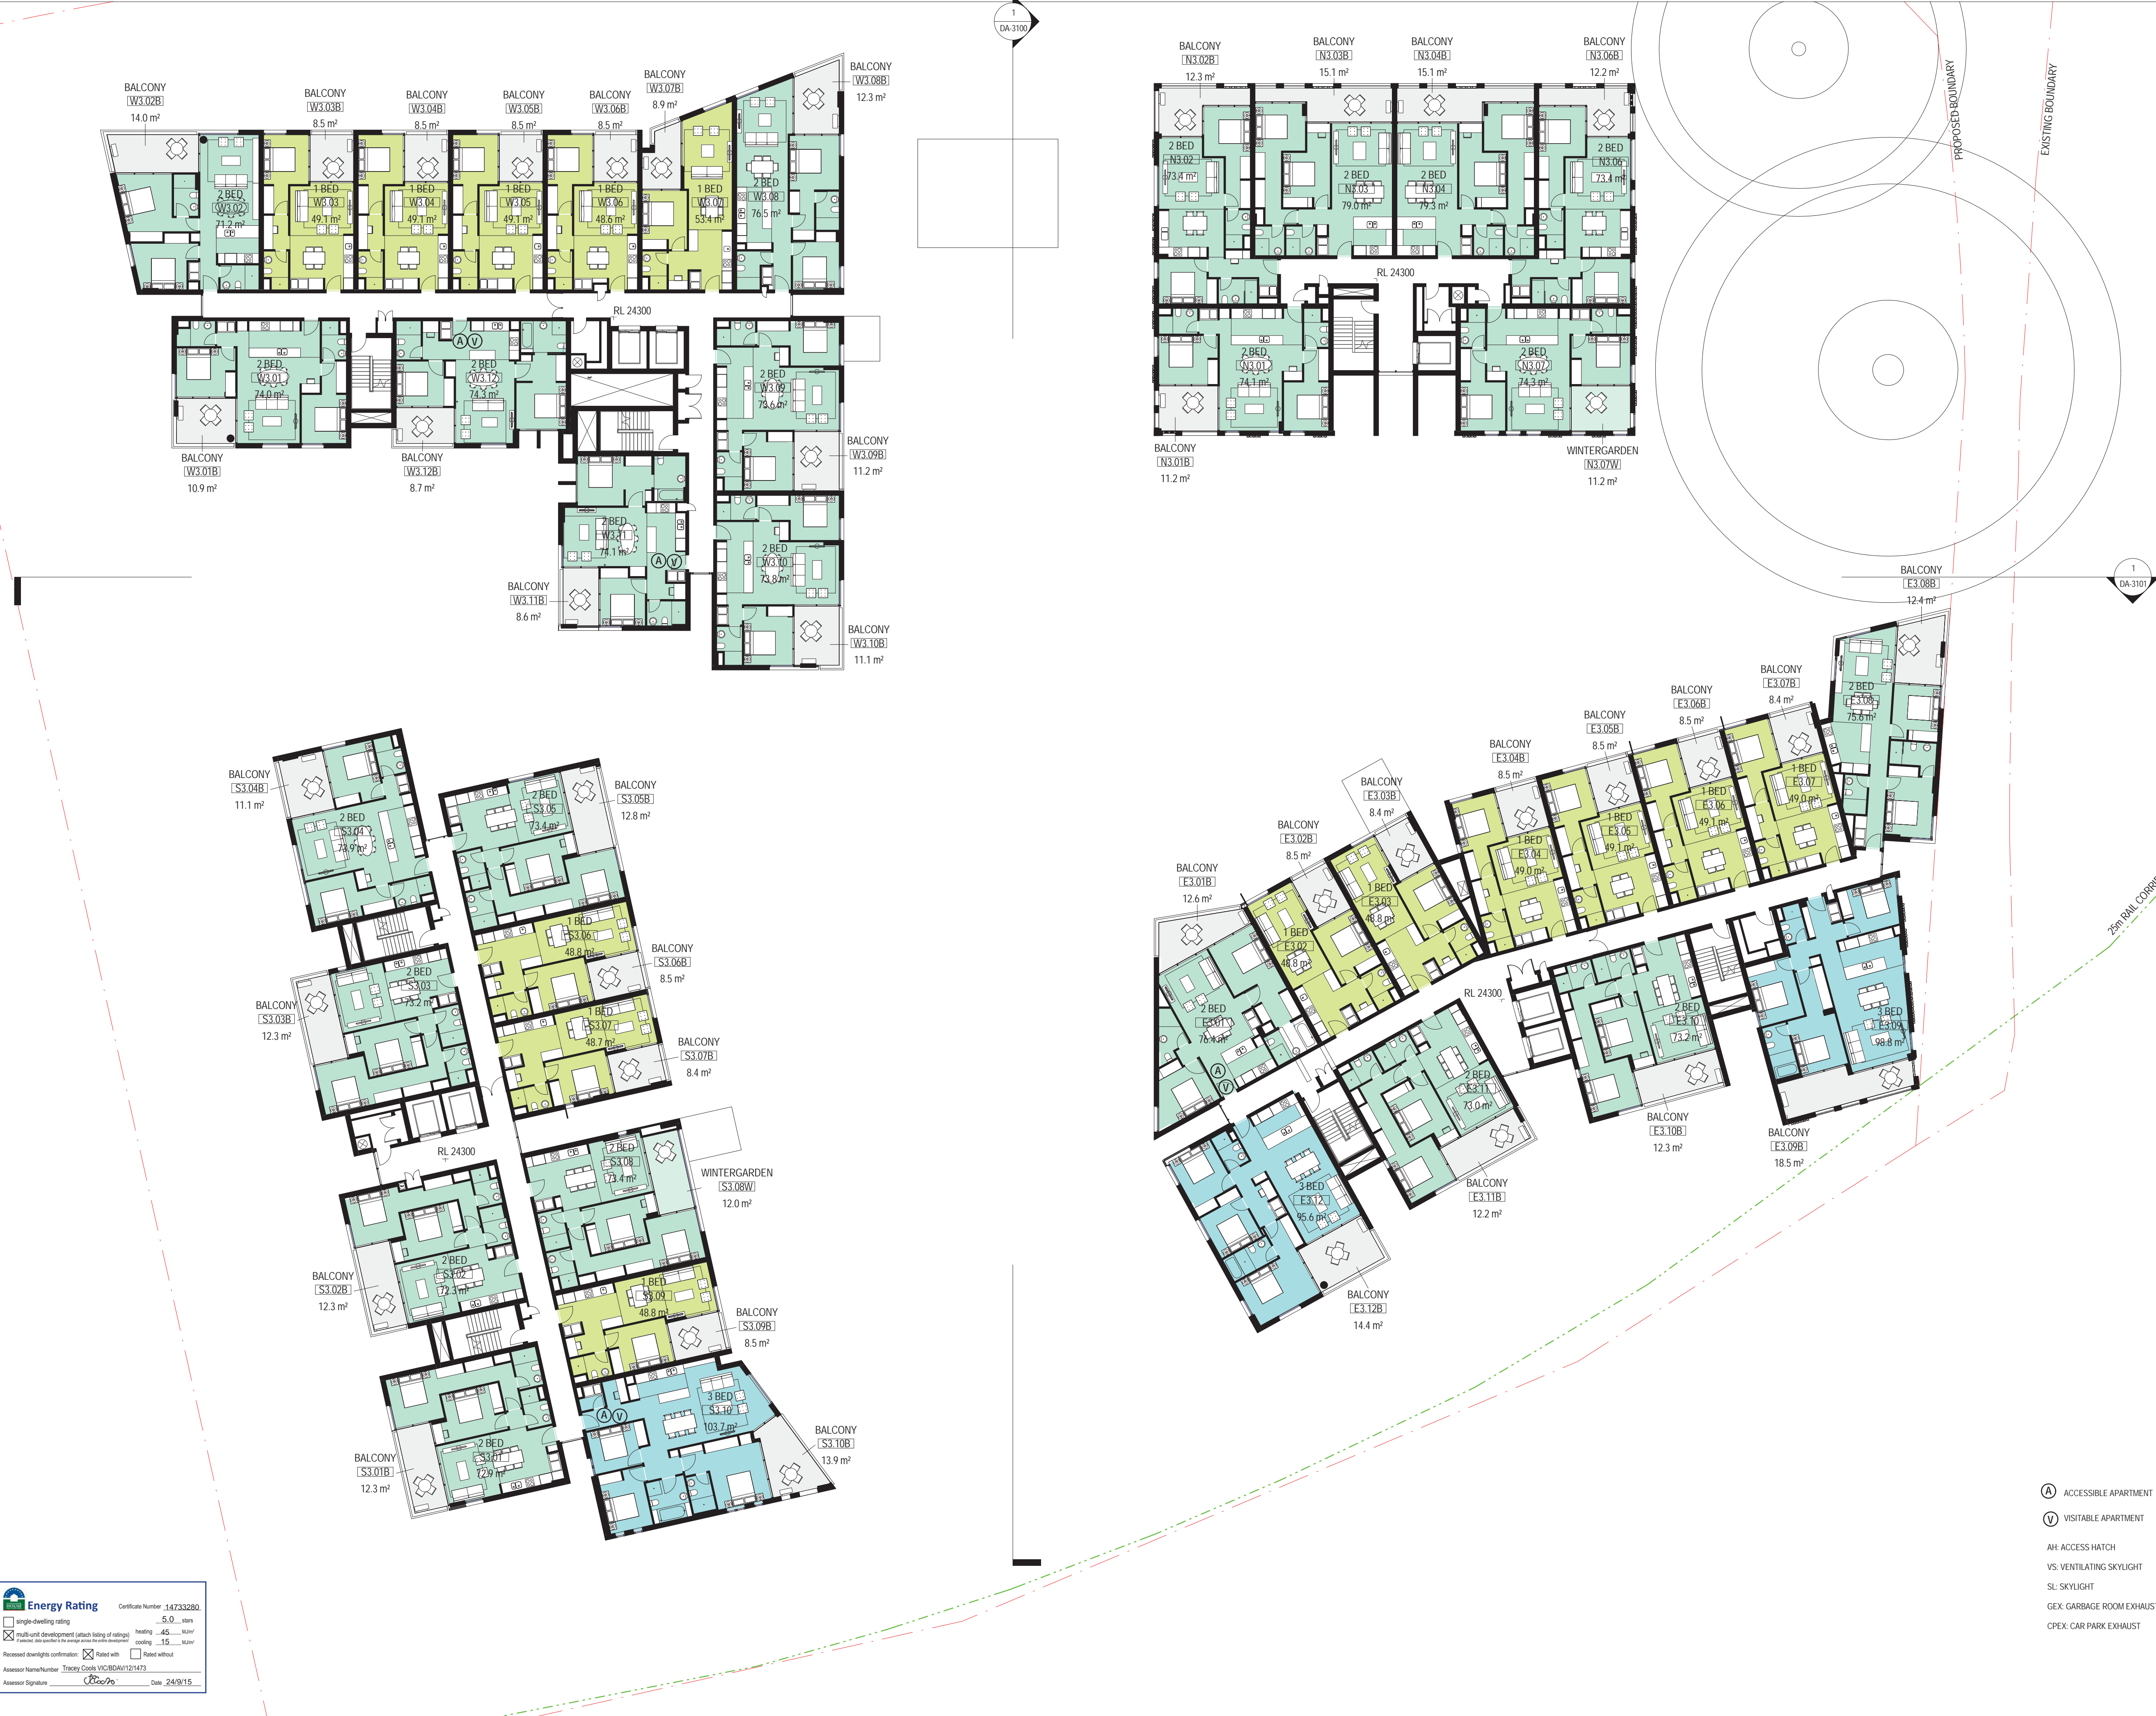 1
DA-3100
BALCONY
W3.02B
14.0 m²
BALCONY
W3.03B
8.5 m²
BALCONY
W3.04B
8.5 m²
BALCONY
W3.05B
8.5 m²
BALCONY
W3.06B
8.5 m²
BALCONY
W3.07B
8.9 m²
BALCONY
W3.08B
12.3 m²
2 BED
W3.02
71.2 m²
1 BED
W3.03
49.1 m²
1 BED
W3.04
49.1 m²
1 BED
W3.05
49.1 m²
1 BED
W3.06
48.6 m²
1 BED
W3.07
53.4 m²
2 BED
W3.08
76.5 m²
RL 24300
2 BED
W3.01
74.0 m²
A V
2 BED
W3.12
74.3 m²
2 BED
W3.09
73.6 m²
BALCONY
W3.01B
10.9 m²
BALCONY
W3.12B
8.7 m²
BALCONY
W3.09B
11.2 m²
2 BED
W3.11
74.1 m²
A V
2 BED
W3.10
73.8 m²
BALCONY
W3.11B
8.6 m²
BALCONY
W3.10B
11.1 m²
BALCONY
N3.02B
12.3 m²
BALCONY
N3.03B
15.1 m²
BALCONY
N3.04B
15.1 m²
BALCONY
N3.06B
12.2 m²
2 BED
N3.02
73.4 m²
2 BED
N3.03
79.0 m²
2 BED
N3.04
79.3 m²
2 BED
N3.06
73.4 m²
RL 24300
2 BED
N3.01
74.1 m²
2 BED
N3.07
74.3 m²
BALCONY
N3.01B
11.2 m²
WINTERGARDEN
N3.07W
11.2 m²
PROPOSED BOUNDARY
EXISTING BOUNDARY
1
DA-3101
BALCONY
E3.08B
12.4 m²
BALCONY
E3.07B
8.4 m²
BALCONY
E3.06B
8.5 m²
BALCONY
E3.05B
8.5 m²
BALCONY
E3.04B
8.5 m²
BALCONY
E3.03B
8.4 m²
BALCONY
E3.02B
8.5 m²
BALCONY
E3.01B
12.6 m²
2 BED
E3.08
75.6 m²
1 BED
E3.07
49.0 m²
1 BED
E3.06
49.1 m²
1 BED
E3.05
49.1 m²
1 BED
E3.04
49.0 m²
1 BED
E3.03
48.8 m²
1 BED
E3.02
48.8 m²
2 BED
E3.01
76.4 m²
A
V
RL 24300
2 BED
E3.11
73.0 m²
2 BED
E3.10
73.2 m²
3 BED
E3.09
98.8 m²
BALCONY
E3.10B
12.3 m²
BALCONY
E3.09B
18.5 m²
BALCONY
E3.11B
12.2 m²
3 BED
E3.12
95.6 m²
BALCONY
E3.12B
14.4 m²
25m RAIL
BALCONY
S3.04B
11.1 m²
2 BED
S3.04
73.9 m²
2 BED
S3.05
73.4 m²
BALCONY
S3.05B
12.8 m²
1 BED
S3.06
48.8 m²
BALCONY
S3.06B
8.5 m²
2 BED
S3.03
73.2 m²
BALCONY
S3.03B
12.3 m²
1 BED
S3.07
48.7 m²
BALCONY
S3.07B
8.4 m²
RL 24300
2 BED
S3.08
73.4 m²
WINTERGARDEN
S3.08W
12.0 m²
2 BED
S3.02
72.3 m²
BALCONY
S3.02B
12.3 m²
1 BED
S3.09
48.8 m²
BALCONY
S3.09B
8.5 m²
3 BED
S3.10
103.7 m²
A V
BALCONY
S3.10B
13.9 m²
2 BED
S3.01
72.9 m²
BALCONY
S3.01B
12.3 m²
A ACCESSIBLE APARTMENT
V VISITABLE APARTMENT
AH: ACCESS HATCH
VS: VENTILATING SKYLIGHT
SL: SKYLIGHT
GEX: GARBAGE ROOM EXHAUST
CPEX: CAR PARK EXHAUST
Energy Rating Certificate Number 14733280
single-dwelling rating 5.0 stars
multi-unit development (attach listing of ratings) heating 45 MJ/m²
If selected, data specified is the average across the entire development cooling 15 MJ/m²
Recessed downlights confirmation: Rated with Rated without
Assessor Name/Number Tracey Cools VIC/BDAV/12/1473
Assessor Signature Date 24/9/15